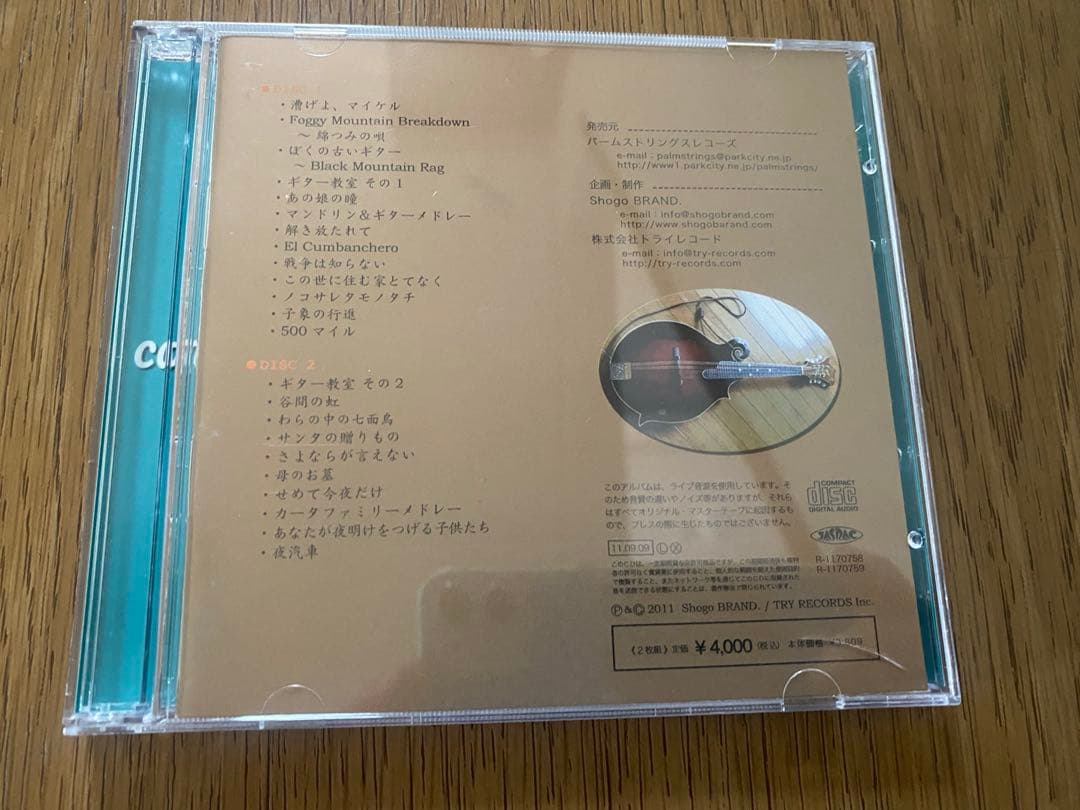 DISC 1
・漕げよ、マイケル
・Foggy Mountain Breakdown
～ 綿つみの唄
・ぼくの古いギター
～ Black Mountain Rag
・ギター教室 その1
・あの娘の瞳
・マンドリン＆ギターメドレー
・解き放たれて
・El Cumbanchero
・戦争は知らない
・この世に住む家とてなく
・ノコサレタモノタチ
・子象の行進
・500マイル
DISC 2
・ギター教室 その2
・谷間の虹
・わらの中の七面鳥
・サンタの贈りもの
・さよならが言えない
・母のお墓
・せめて今夜だけ
・カータファミリーメドレー
・あなたが夜明けをつげる子供たち
・夜汽車
発売元
パームストリングスレコーズ
e-mail : palmstrings@parkcity.ne.jp
http://www1.parkcity.ne.jp/palmstrings/
企画・制作
Shogo BRAND.
e-mail : info@shogobrand.com
http://www.shogobarand.com
株式会社トライレコード
e-mail : info@try-records.com
http://try-records.com
このアルバムは、ライブ音源を使用しています。そ
のため音質の違いやノイズ等がありますが、それら
はすべてオリジナル・マスターテープに起因するもの
で、プレスの際に生じたものではございません。
COMPACT
disc
DIGITAL AUDIO
JASRAC
R-1170758
R-1170759
11.09.09 Ⓛ Ⓧ
Ⓟ&Ⓒ 2011 Shogo BRAND. / TRY RECORDS Inc.
《2枚組》定価 ¥4,000 (税込) 本体価格 ¥3,809